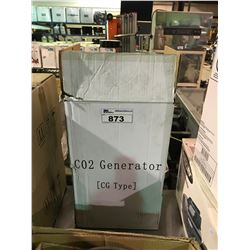 873
CO2 Generator
[CG Type]